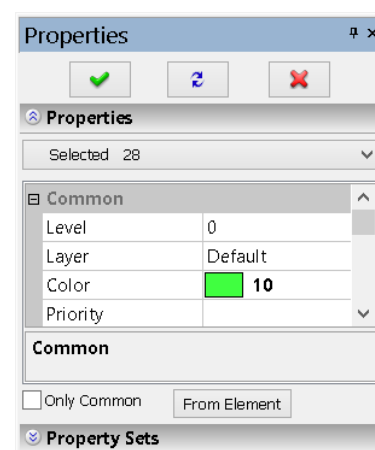 Properties
Properties
Selected 28
Common
Level 0
Layer Default
Color 10
Priority
Common
Only Common From Element
Property Sets